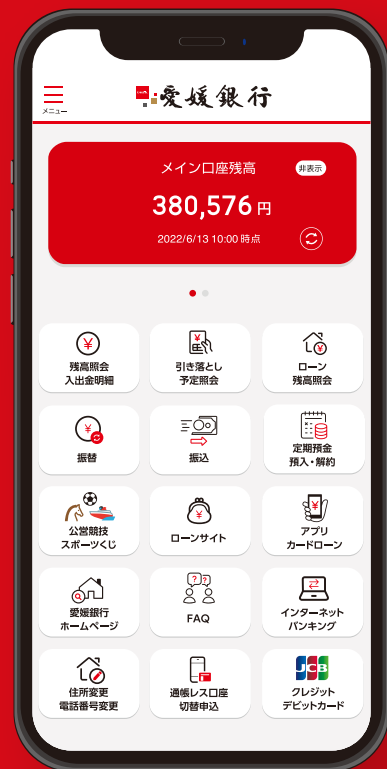 メニュー
愛媛銀行
メイン口座残高
非表示
380,576 円
2022/6/13 10:00 時点
残高照会
入出金明細
引き落とし
予定照会
ローン
残高照会
振替
振込
定期預金
預入・解約
公営競技
スポーツくじ
ローンサイト
アプリ
カードローン
愛媛銀行
ホームページ
FAQ
インターネット
バンキング
住所変更
電話番号変更
通帳レス口座
切替申込
JCB
クレジット
デビットカード